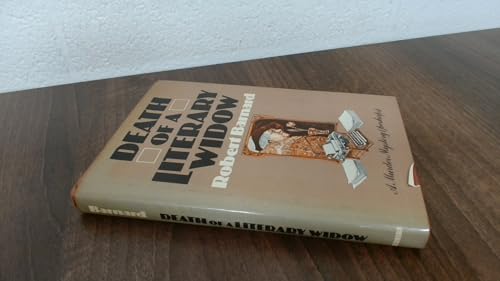 DEATH
OF A
LITERARY
WIDOW
Robert Barnard
A Murder Mystery
Barnard DEATH OF A LITERARY WIDOW